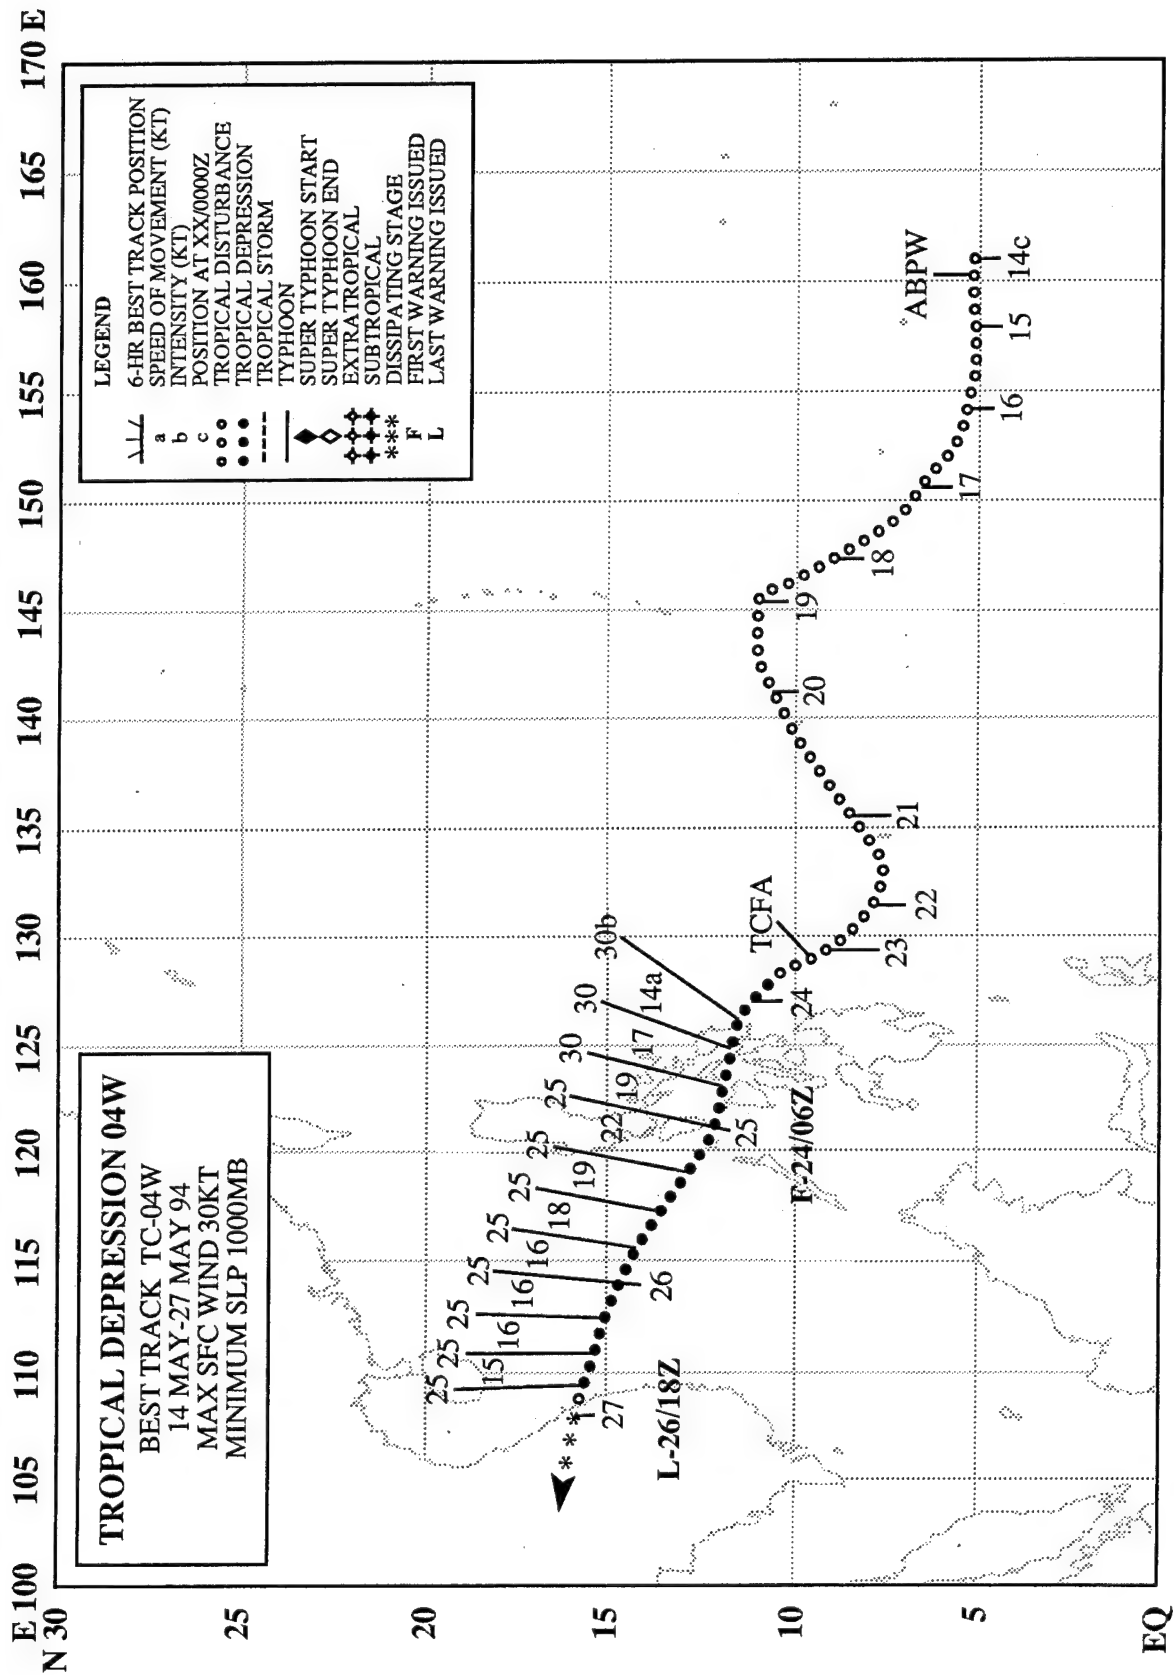 TROPICAL DEPRESSION 04W
BEST TRACK TC-04W
14 MAY-27 MAY 94
MAX SFC WIND 30KT
MINIMUM SLP 1000MB
LEGEND
6-HR BEST TRACK POSITION
a SPEED OF MOVEMENT (KT)
b INTENSITY (KT)
c POSITION AT XX/0000Z
TROPICAL DISTURBANCE
TROPICAL DEPRESSION
TROPICAL STORM
TYPHOON
SUPER TYPHOON START
SUPER TYPHOON END
EXTRATROPICAL
SUBTROPICAL
*** DISSIPATING STAGE
F FIRST WARNING ISSUED
L LAST WARNING ISSUED
E 100 105 110 115 120 125 130 135 140 145 150 155 160 165 170 E
N 30
25
20
15
10
5
EQ
25
25
25
25
25
25
25
25
30
30
30b
15
16
16
16
18
19
22
19
17
14a
TCFA
ABPW
27
26
25
24
23
22
21
20
19
18
17
16
15
14c
L-26/18Z
F-24/06Z